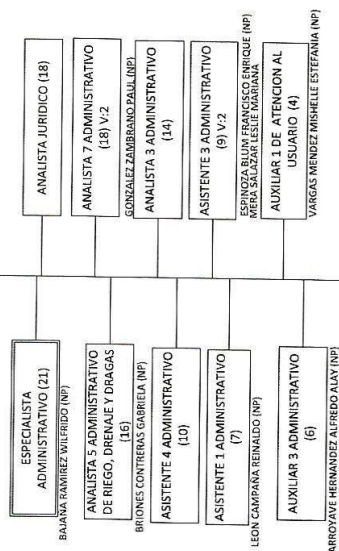 ESPECIALISTA
ADMINISTRATIVO (21)
BAJAÑA RAMIREZ WILFRIDO (NP)
ANALISTA 5 ADMINISTRATIVO
DE RIEGO, DRENAJE Y DRAGAS
(16)
BRIONES CONTRERAS GABRIELA (NP)
ASISTENTE 4 ADMINISTRATIVO
(10)
ASISTENTE 1 ADMINISTRATIVO
(7)
LEON CAMPAÑA REINALDO (NP)
AUXILIAR 3 ADMINISTRATIVO
(6)
ARROYAVE HERNANDEZ ALFREDO ALAY (NP)
ANALISTA JURIDICO (18)
ANALISTA 7 ADMINISTRATIVO
(18) V:2
GONZALEZ ZAMBRANO PAUL (NP)
ANALISTA 3 ADMINISTRATIVO
(14)
ASISTENTE 3 ADMINISTRATIVO
(9) V:2
ESPINOZA BLUM FRANCISCO ENRIQUE (NP)
MERA SALAZAR LESLIE MARIANA
AUXILIAR 1 DE ATENCION AL
USUARIO (4)
VARGAS MENDEZ MISHELLE ESTEFANIA (NP)